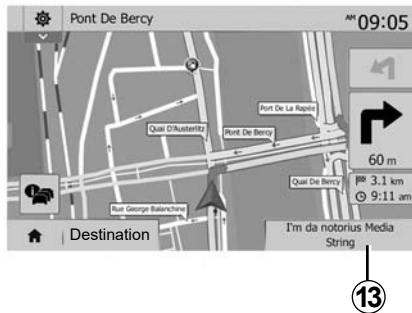 Pont De Bercy
AM 09:05
Port De La Rapée
Quai D'Austerlitz
Pont De Bercy
60 m
Quai De Bercy
3.1 km
9:11 am
Rue George Balanchine
Destination
I'm da notorius Media
String
13